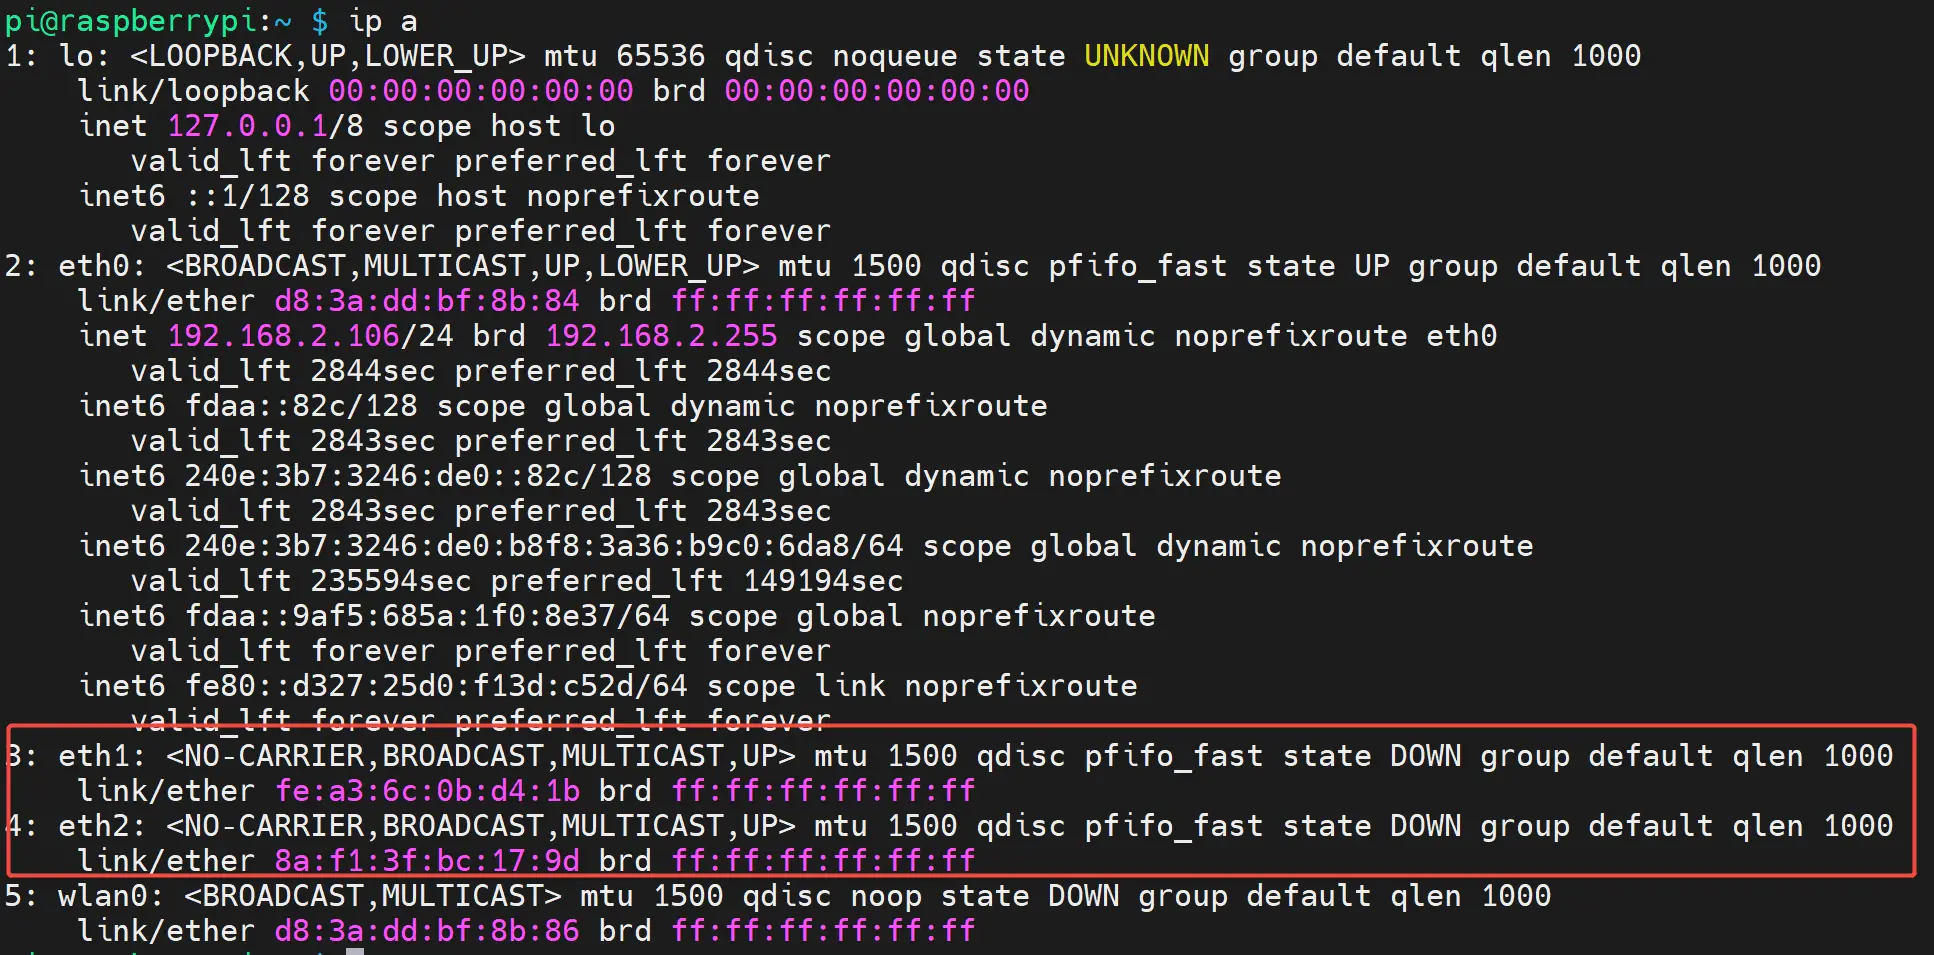 pi@raspberrypi:~ $ ip a
1: lo: <LOOPBACK,UP,LOWER_UP> mtu 65536 qdisc noqueue state UNKNOWN group default qlen 1000
    link/loopback 00:00:00:00:00:00 brd 00:00:00:00:00:00
    inet 127.0.0.1/8 scope host lo
       valid_lft forever preferred_lft forever
    inet6 ::1/128 scope host noprefixroute
       valid_lft forever preferred_lft forever
2: eth0: <BROADCAST,MULTICAST,UP,LOWER_UP> mtu 1500 qdisc pfifo_fast state UP group default qlen 1000
    link/ether d8:3a:dd:bf:8b:84 brd ff:ff:ff:ff:ff:ff
    inet 192.168.2.106/24 brd 192.168.2.255 scope global dynamic noprefixroute eth0
       valid_lft 2844sec preferred_lft 2844sec
    inet6 fdaa::82c/128 scope global dynamic noprefixroute
       valid_lft 2843sec preferred_lft 2843sec
    inet6 240e:3b7:3246:de0::82c/128 scope global dynamic noprefixroute
       valid_lft 2843sec preferred_lft 2843sec
    inet6 240e:3b7:3246:de0:b8f8:3a36:b9c0:6da8/64 scope global dynamic noprefixroute
       valid_lft 235594sec preferred_lft 149194sec
    inet6 fdaa::9af5:685a:1f0:8e37/64 scope global noprefixroute
       valid_lft forever preferred_lft forever
    inet6 fe80::d327:25d0:f13d:c52d/64 scope link noprefixroute
       valid_lft forever preferred_lft forever
3: eth1: <NO-CARRIER,BROADCAST,MULTICAST,UP> mtu 1500 qdisc pfifo_fast state DOWN group default qlen 1000
    link/ether fe:a3:6c:0b:d4:1b brd ff:ff:ff:ff:ff:ff
4: eth2: <NO-CARRIER,BROADCAST,MULTICAST,UP> mtu 1500 qdisc pfifo_fast state DOWN group default qlen 1000
    link/ether 8a:f1:3f:bc:17:9d brd ff:ff:ff:ff:ff:ff
5: wlan0: <BROADCAST,MULTICAST> mtu 1500 qdisc noop state DOWN group default qlen 1000
    link/ether d8:3a:dd:bf:8b:86 brd ff:ff:ff:ff:ff:ff